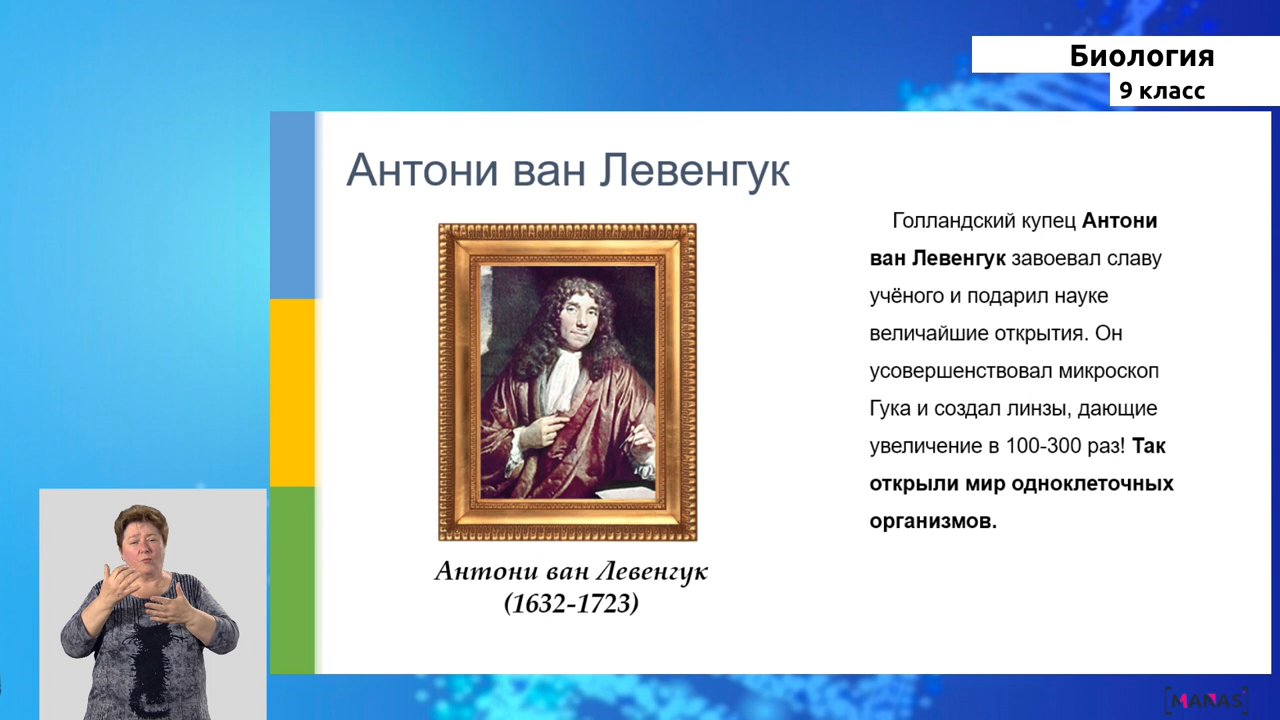 Биология
9 класс
Антони ван Левенгук
Голландский купец Антони
ван Левенгук завоевал славу
учёного и подарил науке
величайшие открытия. Он
усовершенствовал микроскоп
Гука и создал линзы, дающие
увеличение в 100-300 раз! Так
открыли мир одноклеточных
организмов.
Антони ван Левенгук
(1632-1723)
[MANAS]